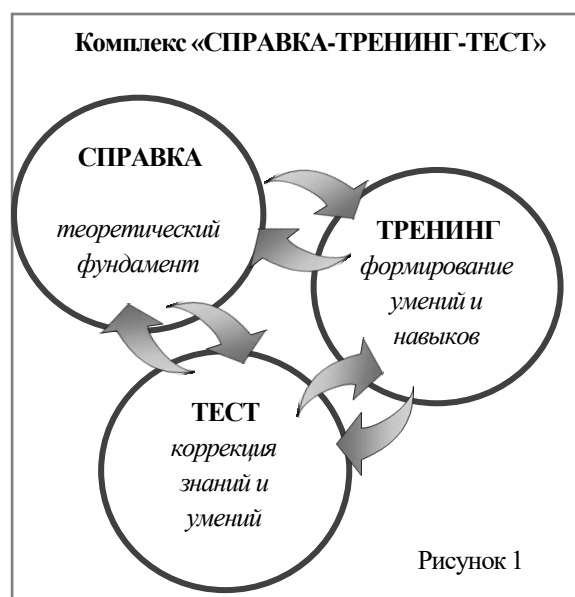 Комплекс «СПРАВКА-ТРЕНИНГ-ТЕСТ»
СПРАВКА
теоретический
фундамент
ТРЕНИНГ
формирование
умений и
навыков
ТЕСТ
коррекция
знаний и
умений
Рисунок 1